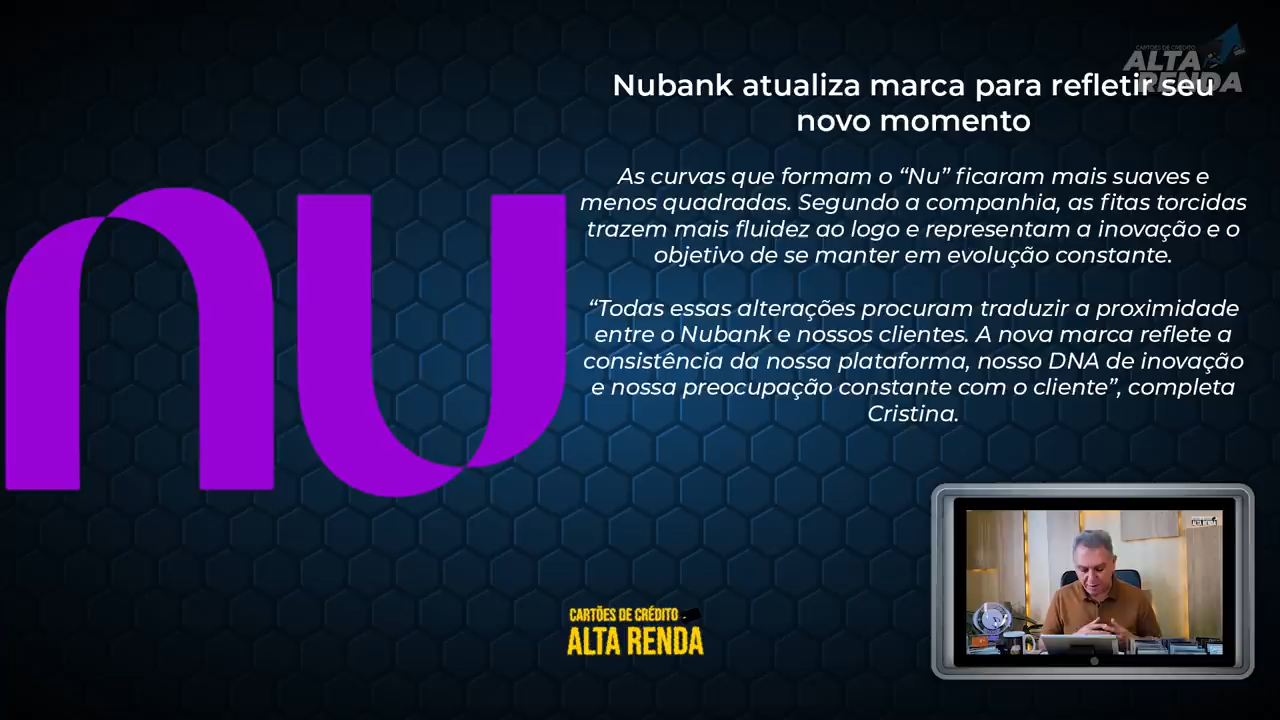 CARTÕES DE CRÉDITO
ALTA
RENDA
Nubank atualiza marca para refletir seu
novo momento
As curvas que formam o “Nu” ficaram mais suaves e
menos quadradas. Segundo a companhia, as fitas torcidas
trazem mais fluidez ao logo e representam a inovação e o
objetivo de se manter em evolução constante.
“Todas essas alterações procuram traduzir a proximidade
entre o Nubank e nossos clientes. A nova marca reflete a
consistência da nossa plataforma, nosso DNA de inovação
e nossa preocupação constante com o cliente”, completa
Cristina.
nu
ALTA RENDA
CARTÕES DE CRÉDITO
ALTA RENDA